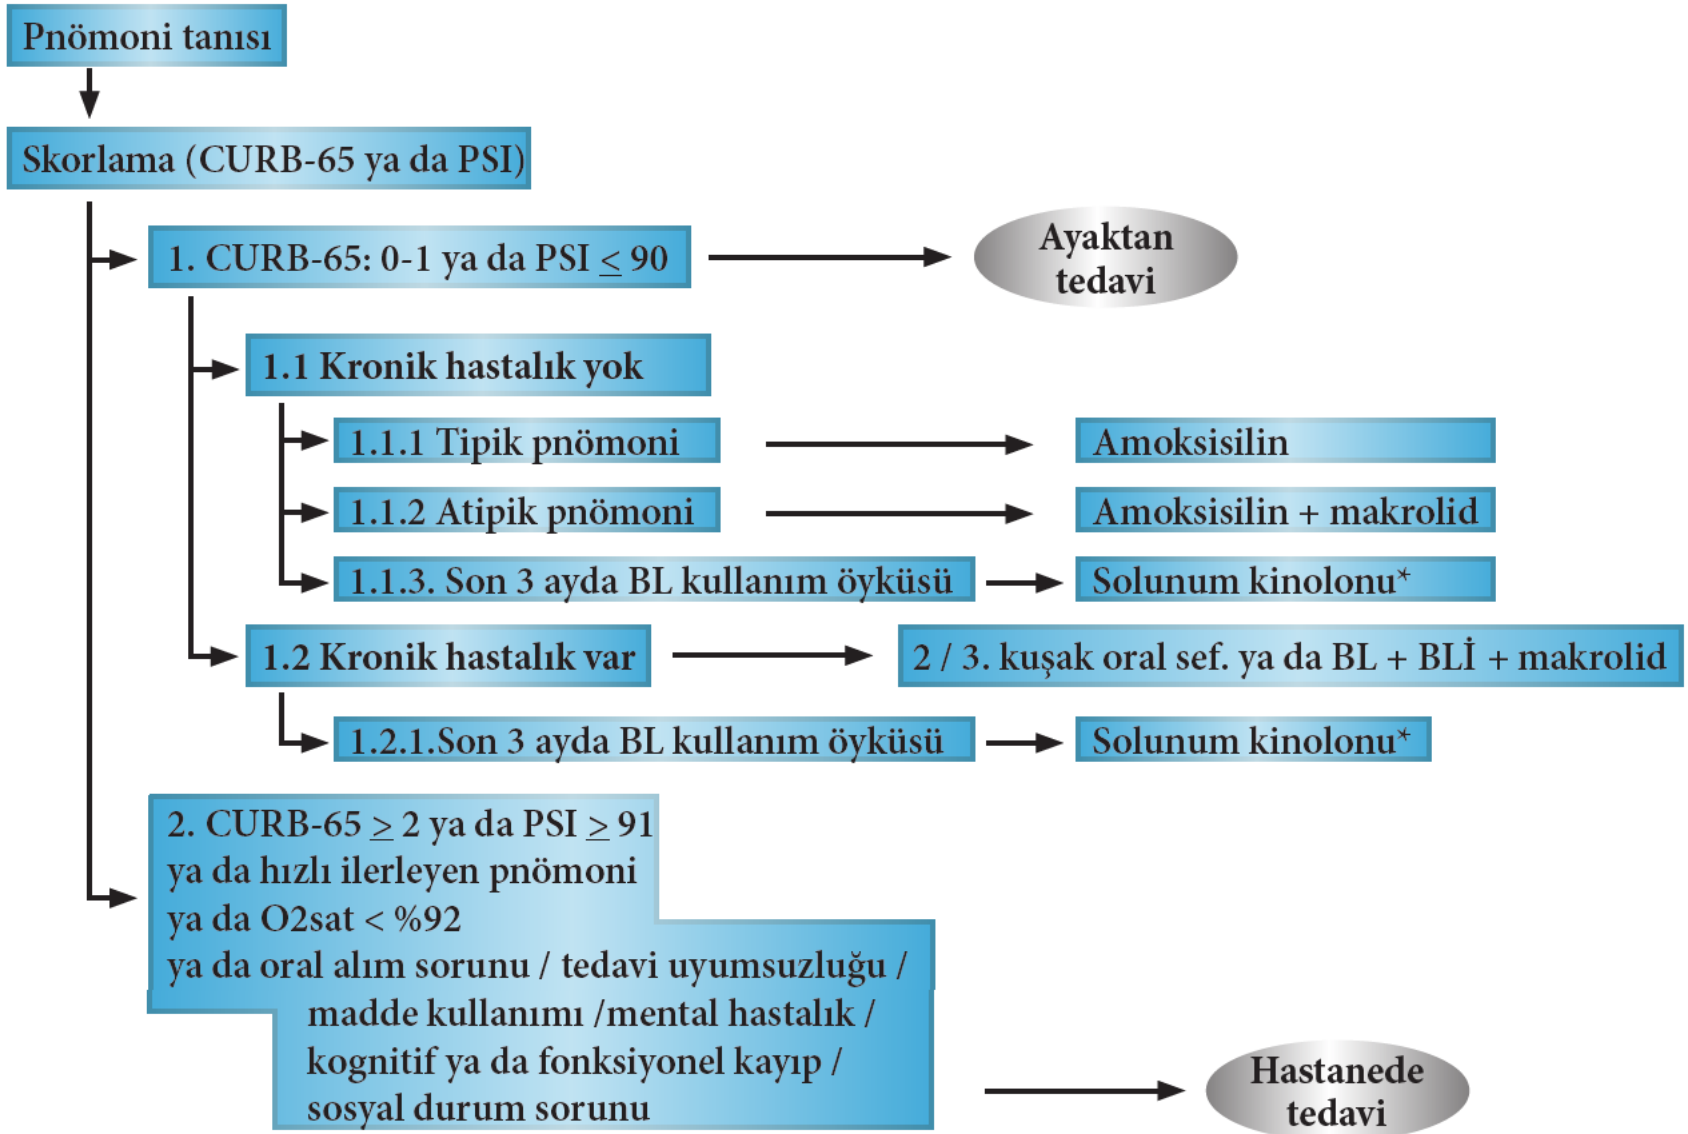 Pnömoni tanısı
Skorlama (CURB-65 ya da PSI)
1. CURB-65: 0-1 ya da PSI ≤ 90
Ayaktan
tedavi
1.1 Kronik hastalık yok
1.1.1 Tipik pnömoni
Amoksisilin
1.1.2 Atipik pnömoni
Amoksisilin + makrolid
1.1.3. Son 3 ayda BL kullanım öyküsü
Solunum kinolonu*
1.2 Kronik hastalık var
2 / 3. kuşak oral sef. ya da BL + BLİ + makrolid
1.2.1.Son 3 ayda BL kullanım öyküsü
Solunum kinolonu*
2. CURB-65 ≥ 2 ya da PSI ≥ 91
ya da hızlı ilerleyen pnömoni
ya da O2sat < %92
ya da oral alım sorunu / tedavi uyumsuzluğu /
madde kullanımı /mental hastalık /
kognitif ya da fonksiyonel kayıp /
sosyal durum sorunu
Hastanede
tedavi